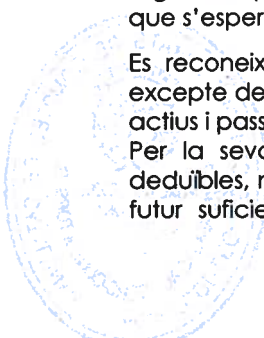 que s'esper
Es reconeix
excepte de
actius i pass
Per la seva
deduïbles, r
futur suficie